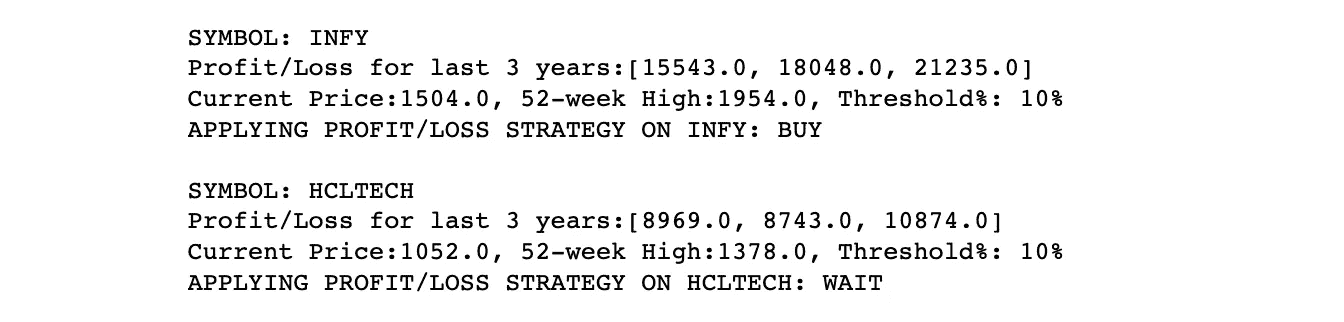 SYMBOL: INFY
Profit/Loss for last 3 years:[15543.0, 18048.0, 21235.0]
Current Price:1504.0, 52-week High:1954.0, Threshold%: 10%
APPLYING PROFIT/LOSS STRATEGY ON INFY: BUY
SYMBOL: HCLTECH
Profit/Loss for last 3 years:[8969.0, 8743.0, 10874.0]
Current Price:1052.0, 52-week High:1378.0, Threshold%: 10%
APPLYING PROFIT/LOSS STRATEGY ON HCLTECH: WAIT